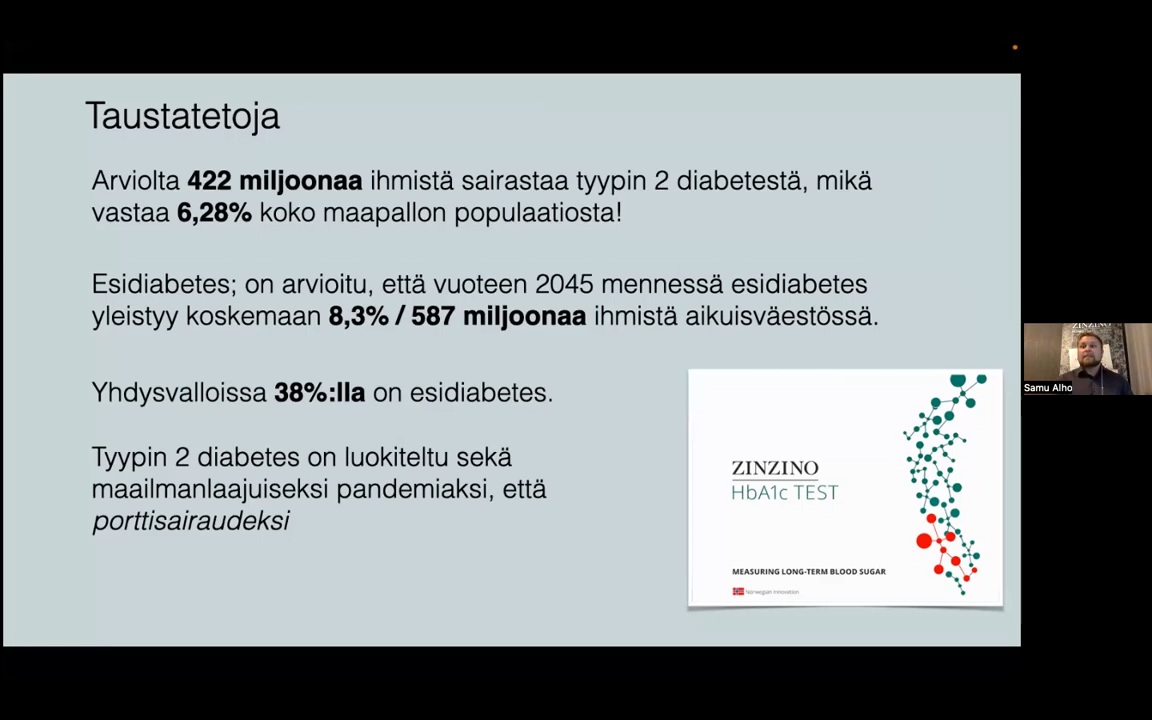 Taustatetoja
Arviolta 422 miljoonaa ihmistä sairastaa tyypin 2 diabetestä, mikä
vastaa 6,28% koko maapallon populaatiosta!
Esidiabetes; on arvioitu, että vuoteen 2045 mennessä esidiabetes
yleistyy koskemaan 8,3% / 587 miljoonaa ihmistä aikuisväestössä.
Yhdysvalloissa 38%:lla on esidiabetes.
Tyypin 2 diabetes on luokiteltu sekä
maailmanlaajuiseksi pandemiaksi, että
porttisairaudeksi
ZINZINO
HbA1c TEST
MEASURING LONG-TERM BLOOD SUGAR
Norwegian Innovation
ZINZINO
Samu Alho